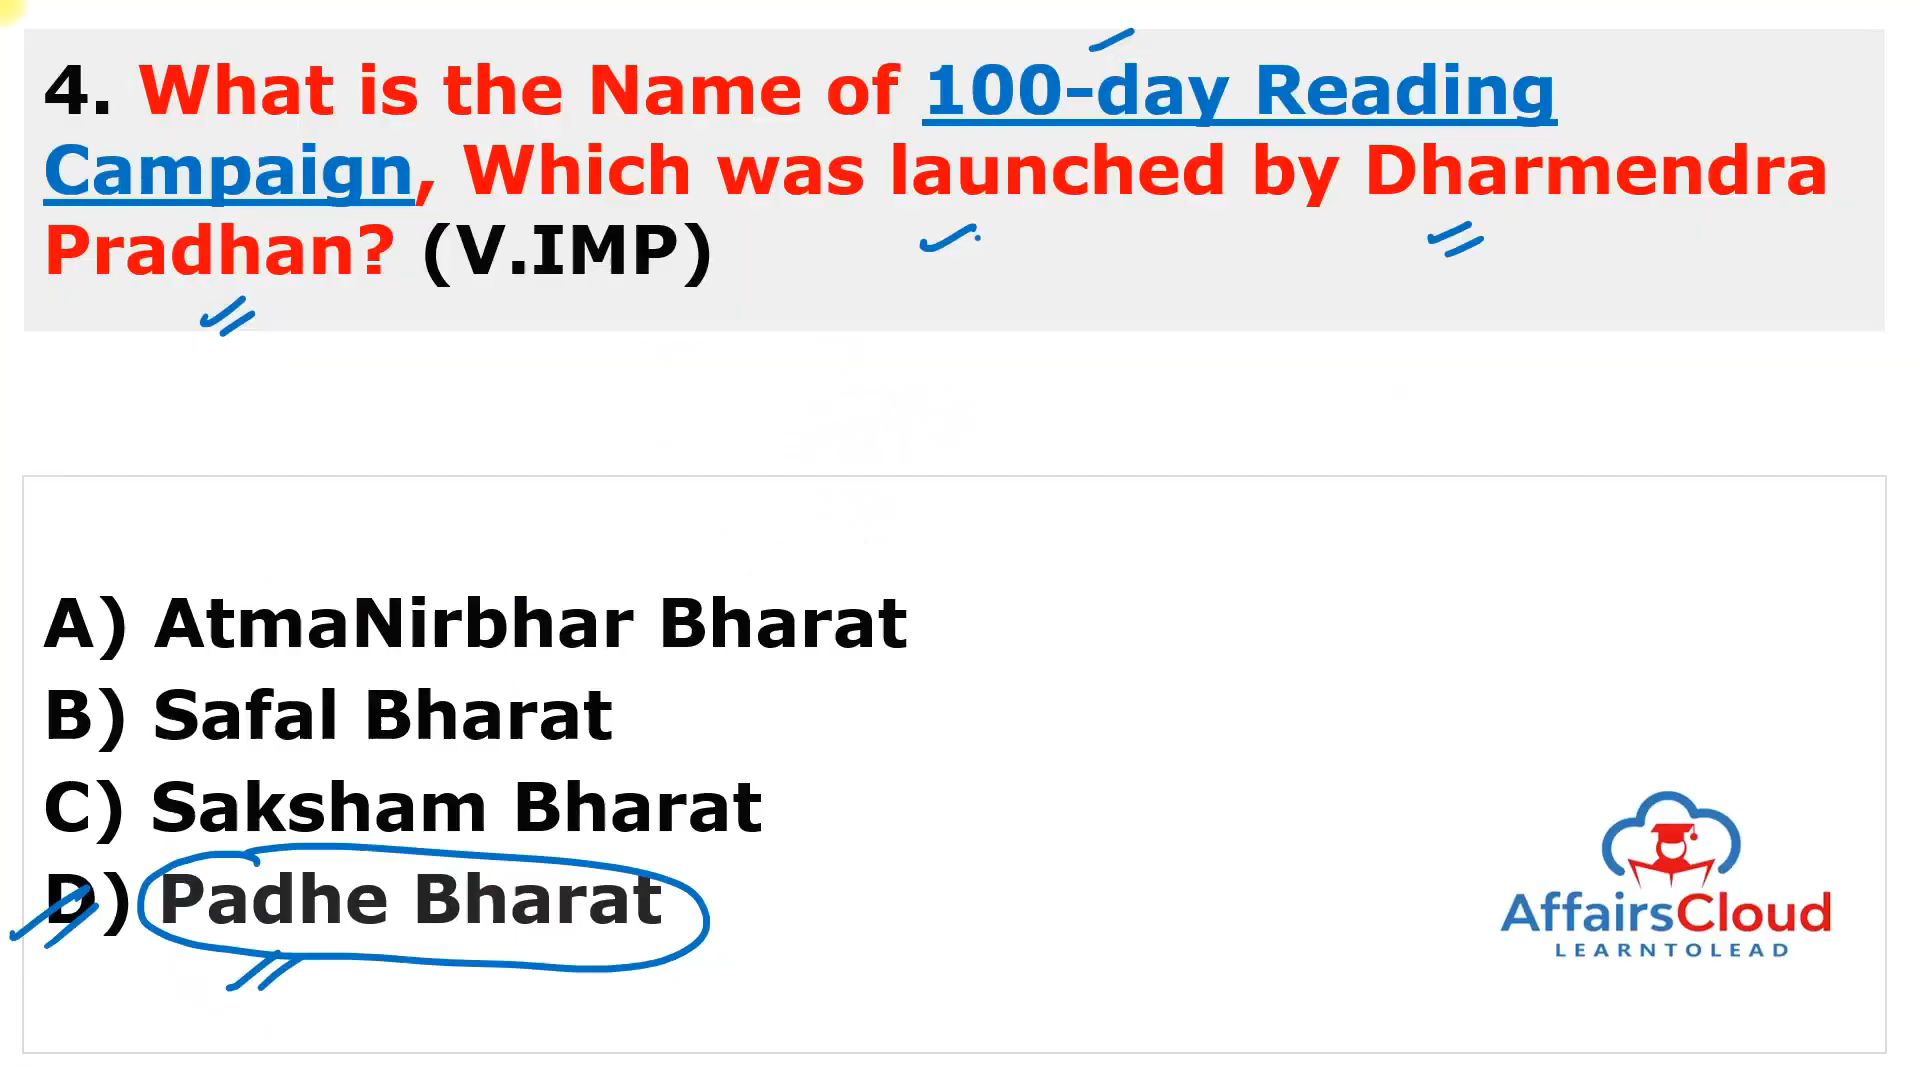 4. What is the Name of 100-day Reading
Campaign, Which was launched by Dharmendra
Pradhan? (V.IMP)
A) AtmaNirbhar Bharat
B) Safal Bharat
C) Saksham Bharat
D) Padhe Bharat
AffairsCloud
LEARNTOLEAD